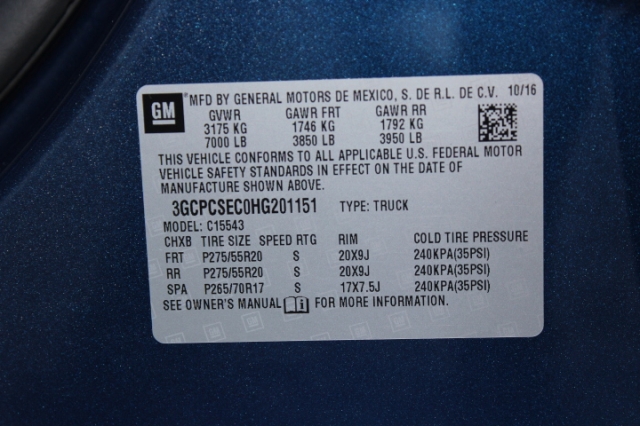 GM
MFD BY GENERAL MOTORS DE MEXICO, S. DE R.L. DE C.V. 10/16
GVWR GAWR FRT GAWR RR
3175 KG 1746 KG 1792 KG
7000 LB 3850 LB 3950 LB
THIS VEHICLE CONFORMS TO ALL APPLICABLE U.S. FEDERAL MOTOR
VEHICLE SAFETY STANDARDS IN EFFECT ON THE DATE OF
MANUFACTURE SHOWN ABOVE.
3GCPCSEC0HG201151 TYPE: TRUCK
MODEL: C15543
CHXB TIRE SIZE SPEED RTG RIM COLD TIRE PRESSURE
FRT P275/55R20 S 20X9J 240KPA(35PSI)
RR P275/55R20 S 20X9J 240KPA(35PSI)
SPA P265/70R17 S 17X7.5J 240KPA(35PSI)
SEE OWNER'S MANUAL FOR MORE INFORMATION.